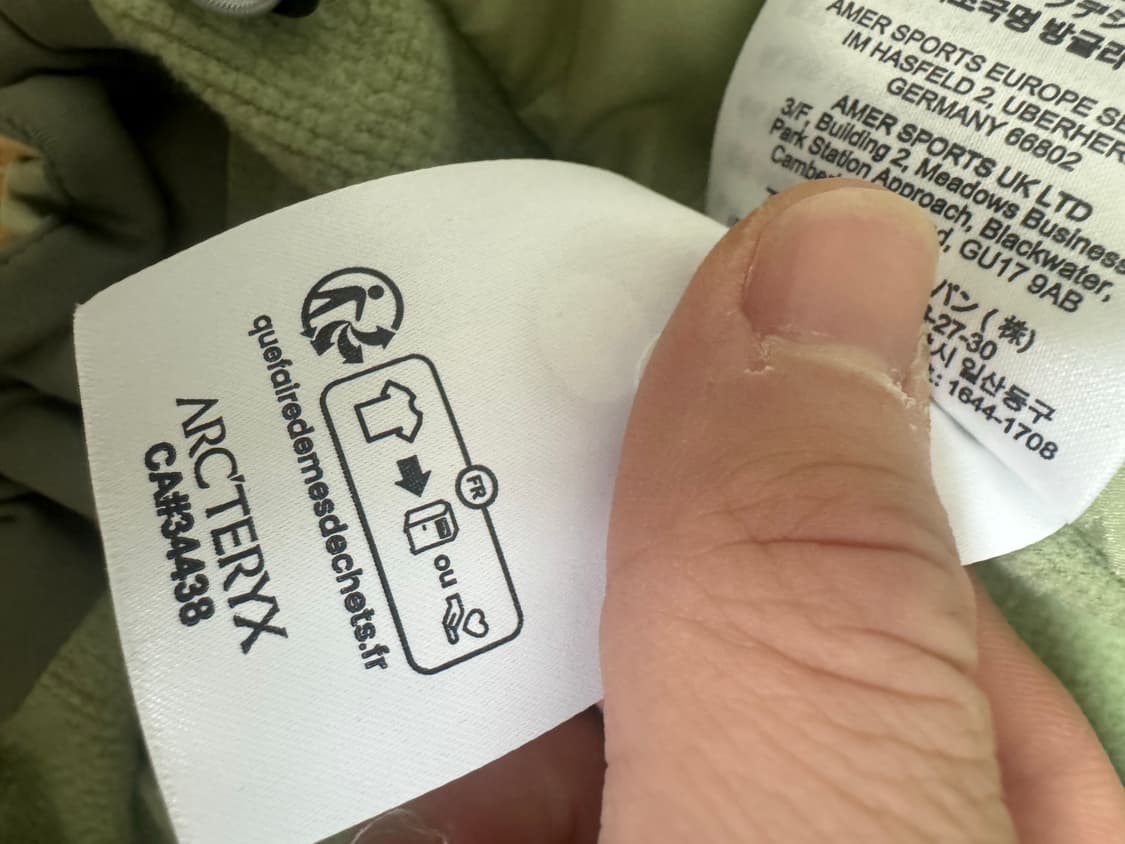 quefairedemesdechets.fr
FR
ou
ARC'TERYX
CA#34438
AMER SPORTS EUROPE
IM HASFELD 2,
GERMANY 66802
AMER SPORTS UK LTD
3/F, Building 2, Meadows Business
Park Station Approach, Blackwater,
GU17 9AB
パン ( 株)
-27-30
시 일산동구
: 1644-1708